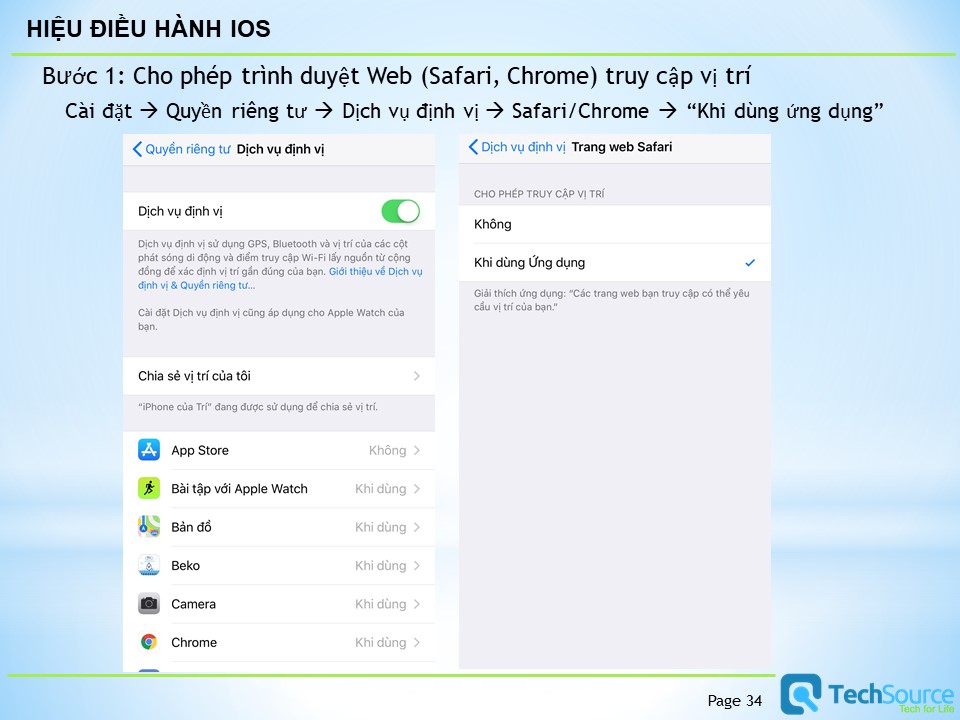 HIỆU ĐIỀU HÀNH IOS
Bước 1: Cho phép trình duyệt Web (Safari, Chrome) truy cập vị trí
Cài đặt → Quyền riêng tư → Dịch vụ định vị → Safari/Chrome → “Khi dùng ứng dụng”
Quyền riêng tư Dịch vụ định vị
Dịch vụ định vị
Dịch vụ định vị sử dụng GPS, Bluetooth và vị trí của các cột
phát sóng di động và điểm truy cập Wi-Fi lấy nguồn từ cộng
đồng để xác định vị trí gần đúng của bạn. Giới thiệu về Dịch vụ
định vị & Quyền riêng tư...
Cài đặt Dịch vụ định vị cũng áp dụng cho Apple Watch của
bạn.
Chia sẻ vị trí của tôi
“iPhone của Trí” đang được sử dụng để chia sẻ vị trí.
App Store Không
Bài tập với Apple Watch Khi dùng
Bản đồ Khi dùng
Beko Khi dùng
Camera Khi dùng
Chrome Khi dùng
Dịch vụ định vị Trang web Safari
CHO PHÉP TRUY CẬP VỊ TRÍ
Không
Khi dùng Ứng dụng
Giải thích ứng dụng: “Các trang web bạn truy cập có thể yêu
cầu vị trí của bạn.”
Page 34
TechSource
Tech for Life